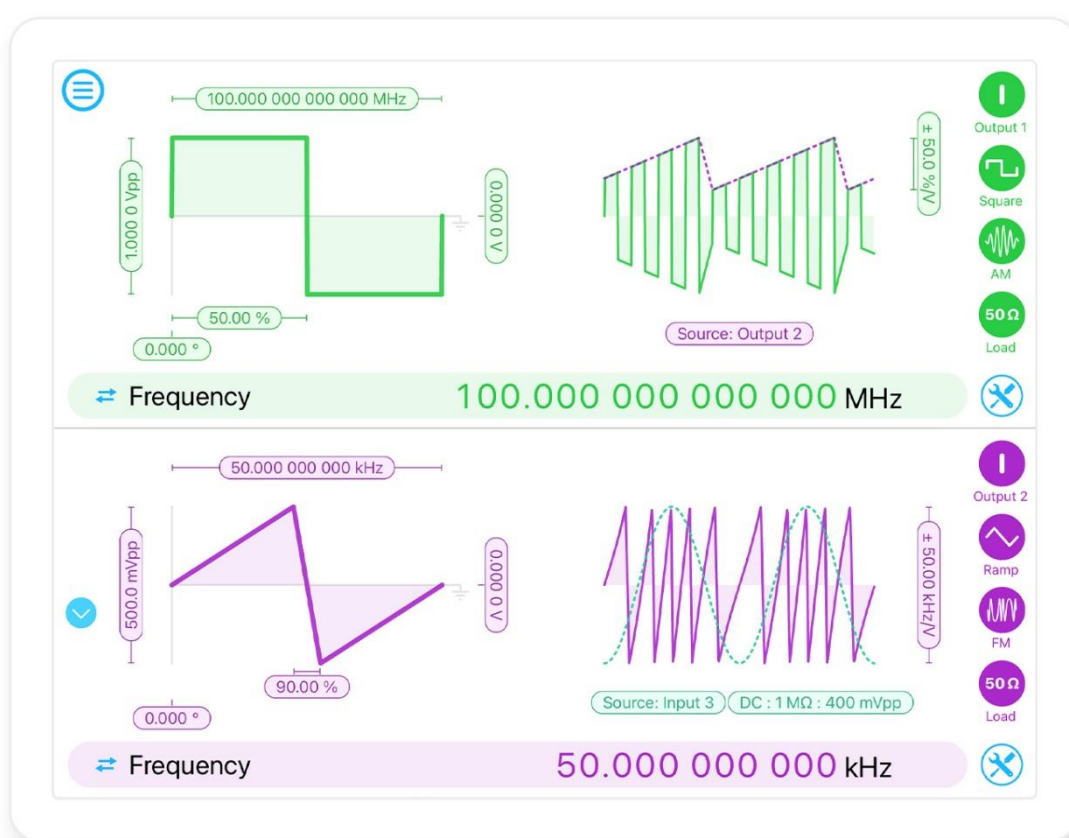 100.000 000 000 000 MHz
1.000 0 Vpp
0.000 0 V
50.00 %
0.000 °
± 50.0 %/V
Source: Output 2
Output 1
Square
AM
50 Ω
Load
Frequency
100.000 000 000 000 MHz
50.000 000 000 kHz
500.0 mVpp
0.000 0 V
90.00 %
0.000 °
± 50.00 kHz/V
Source: Input 3 DC : 1 MΩ : 400 mVpp
Output 2
Ramp
FM
50 Ω
Load
Frequency
50.000 000 000 kHz